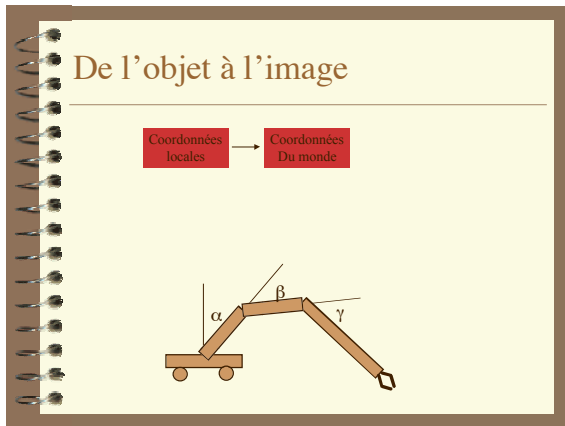 De l’objet à l’image
Coordonnées
locales
Coordonnées
Du monde
α
β
γ